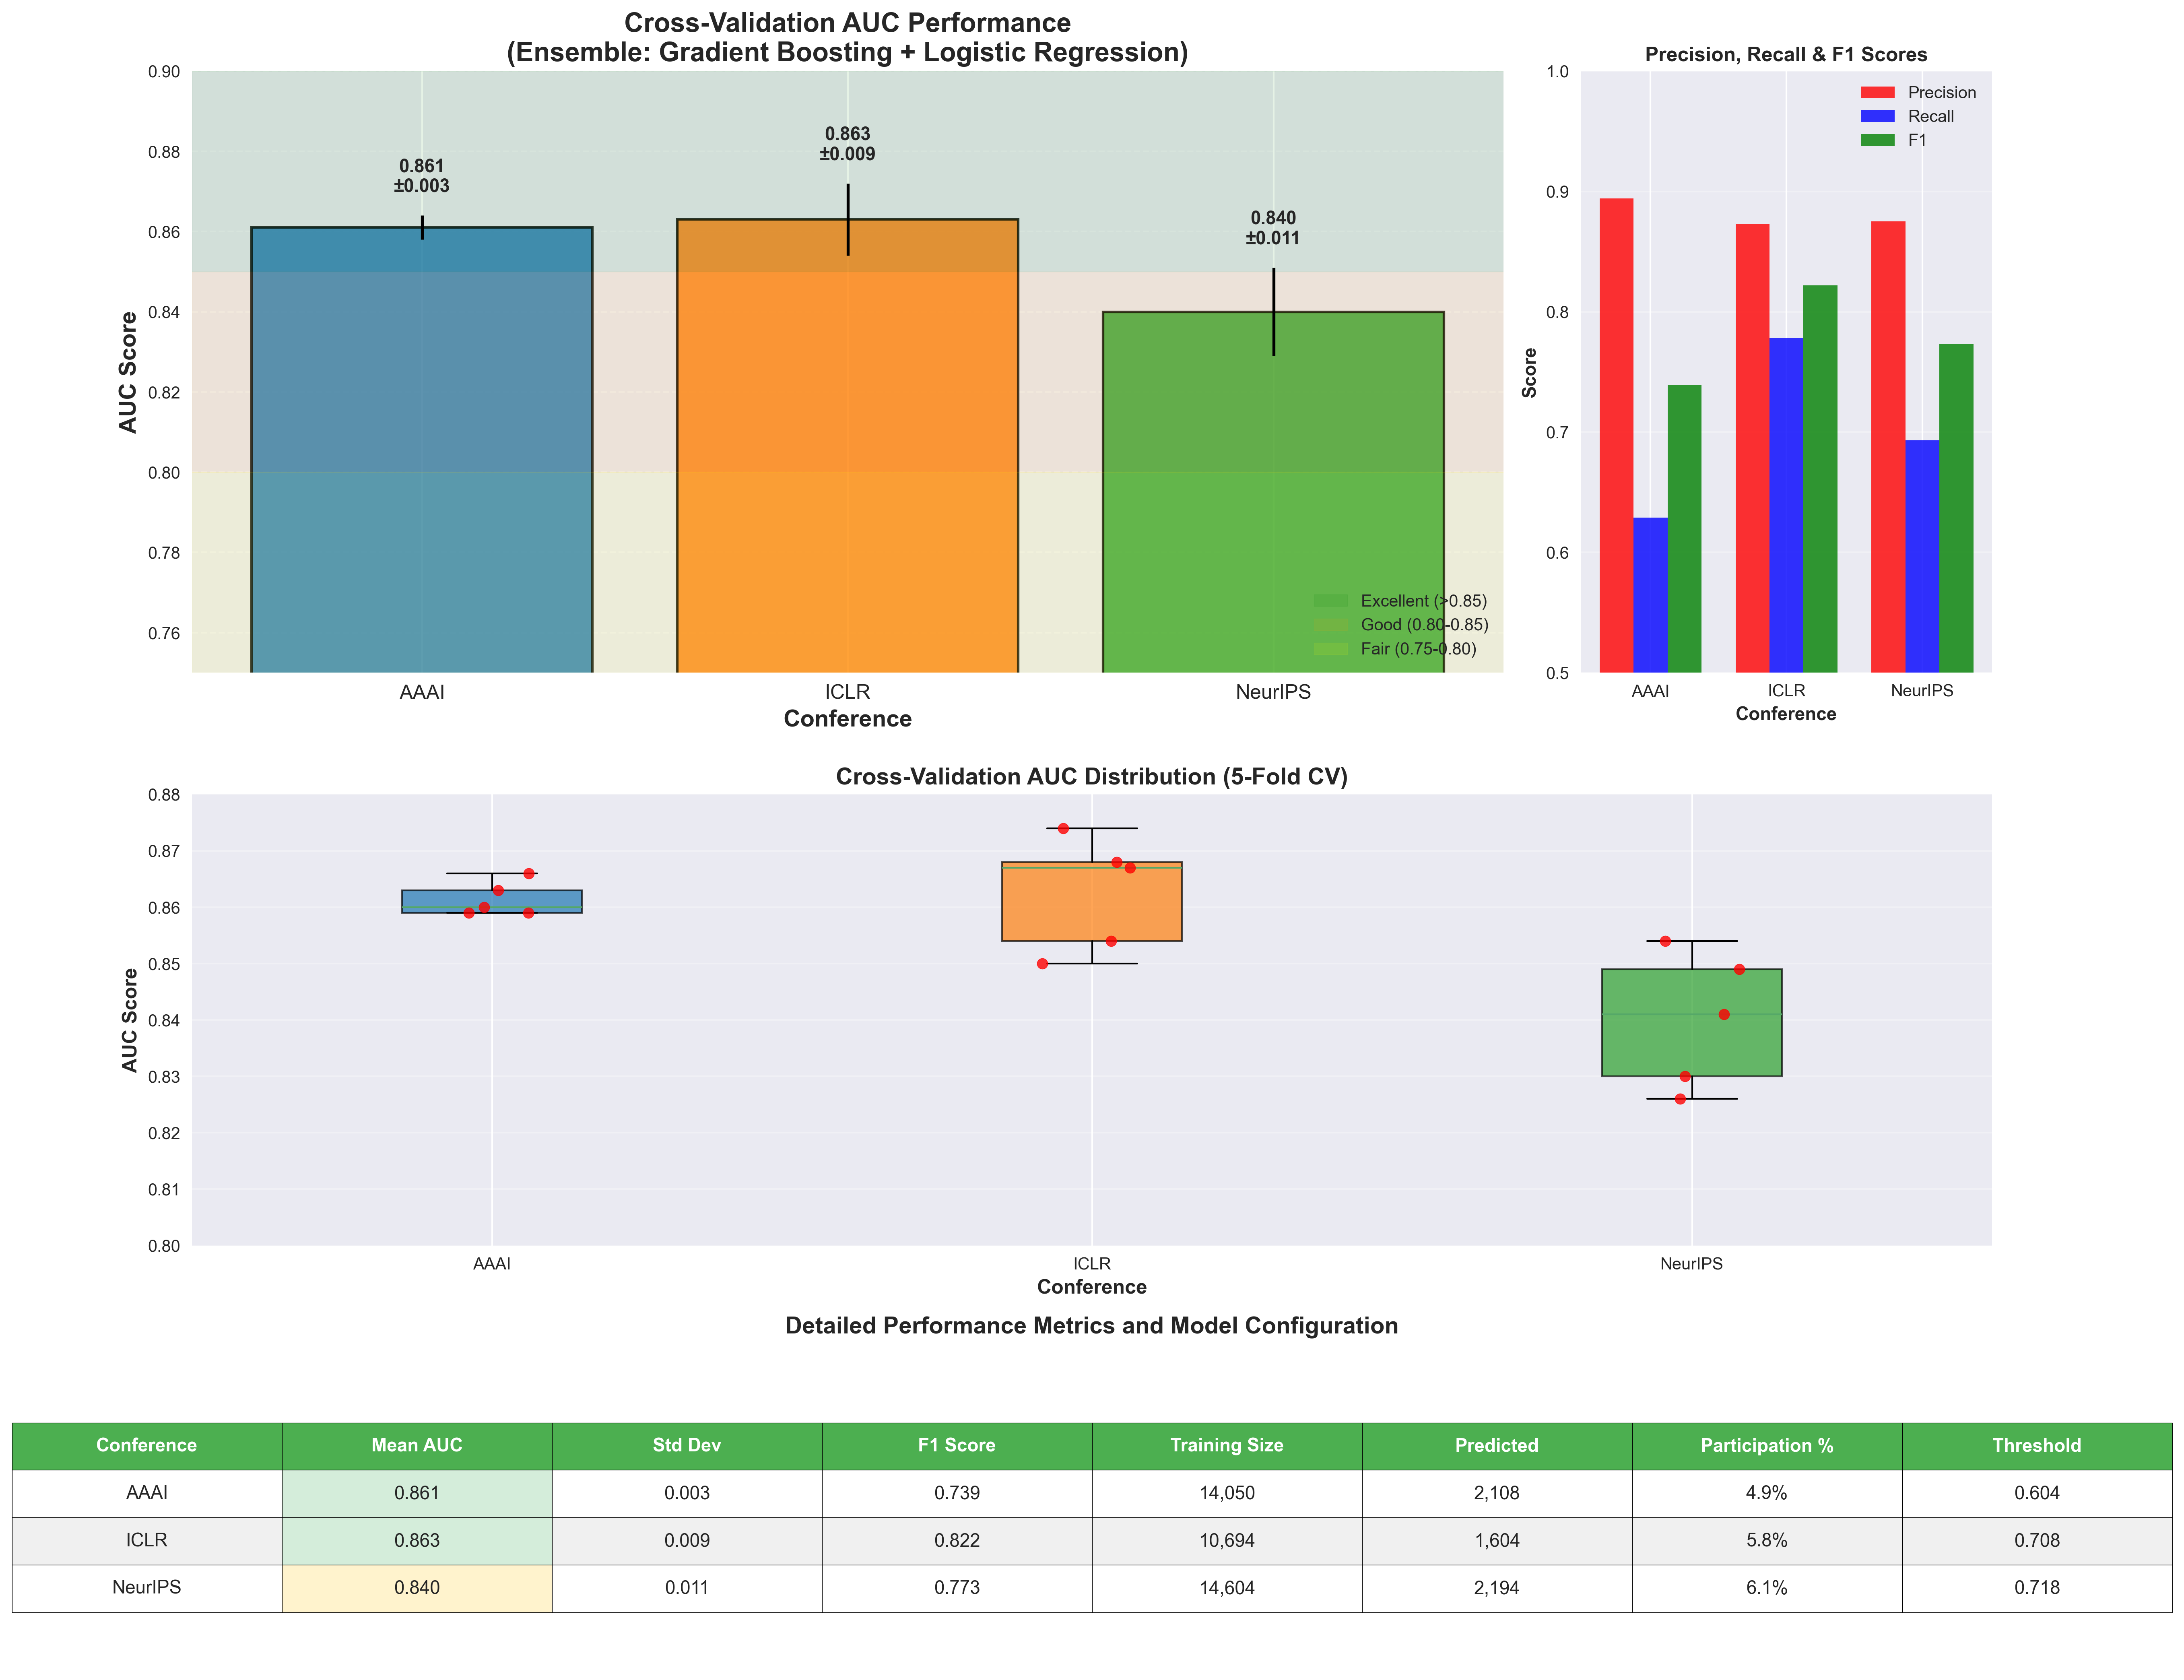 Cross-Validation AUC Performance
(Ensemble: Gradient Boosting + Logistic Regression)
0.90
0.88
0.86
0.84
0.82
0.80
0.78
0.76
AUC Score
0.861
±0.003
0.863
±0.009
0.840
±0.011
Excellent (>0.85)
Good (0.80-0.85)
Fair (0.75-0.80)
AAAI
ICLR
NeurIPS
Conference
Precision, Recall & F1 Scores
1.0
0.9
0.8
0.7
0.6
0.5
Score
Precision
Recall
F1
AAAI
ICLR
NeurIPS
Conference
Cross-Validation AUC Distribution (5-Fold CV)
0.88
0.87
0.86
0.85
0.84
0.83
0.82
0.81
0.80
AUC Score
AAAI
ICLR
NeurIPS
Conference
Detailed Performance Metrics and Model Configuration
Conference Mean AUC Std Dev F1 Score Training Size Predicted Participation % Threshold
AAAI 0.861 0.003 0.739 14,050 2,108 4.9% 0.604
ICLR 0.863 0.009 0.822 10,694 1,604 5.8% 0.708
NeurIPS 0.840 0.011 0.773 14,604 2,194 6.1% 0.718